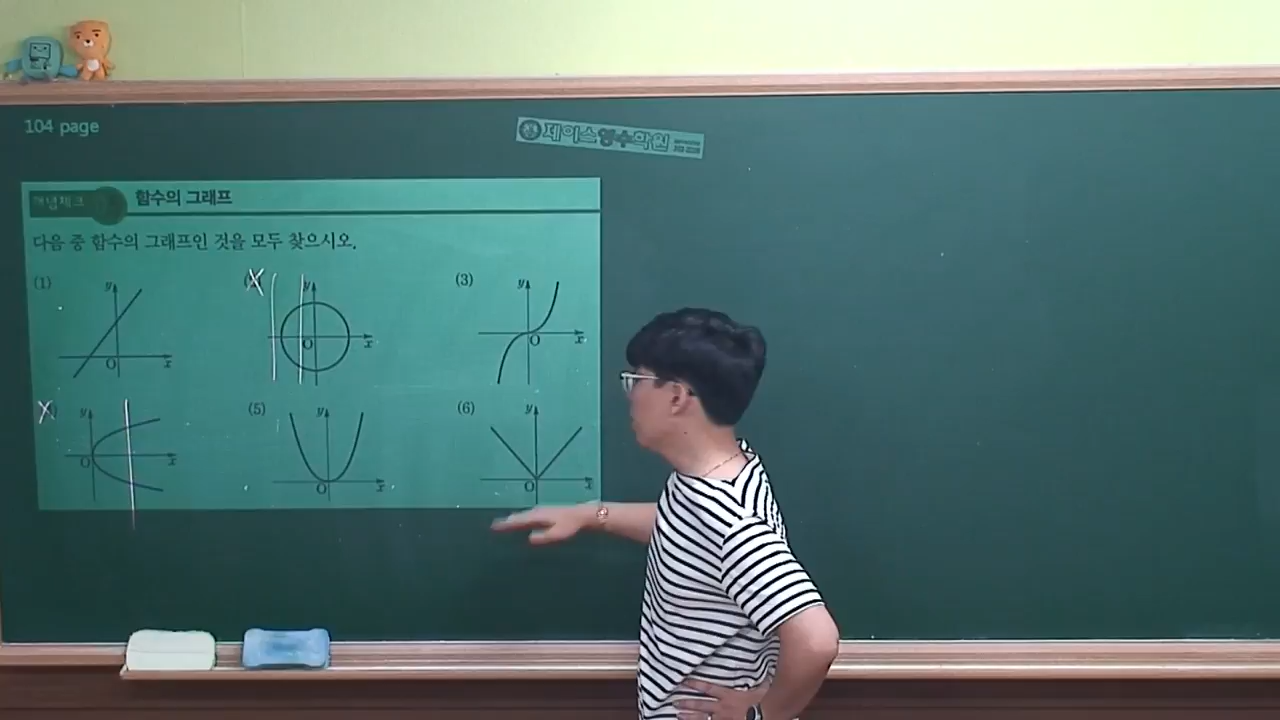 104 page
제이스영수학원
개념체크
함수의 그래프
다음 중 함수의 그래프인 것을 모두 찾으시오.
(1) y O x
y O x
(3) y O x
y O x
(5) y O x
(6) y O x